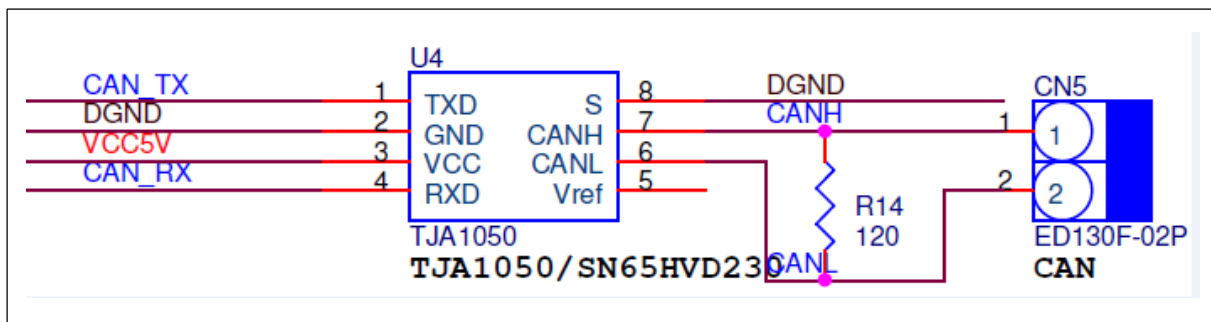 U4
CAN_TX 1 TXD S 8 DGND CN5
DGND 2 GND CANH 7 CANH 1 1
VCC5V 3 VCC CANL 6
CAN_RX 4 RXD Vref 5 2 2
R14
120
TJA1050 ED130F-02P
TJA1050/SN65HVD230 CANL CAN